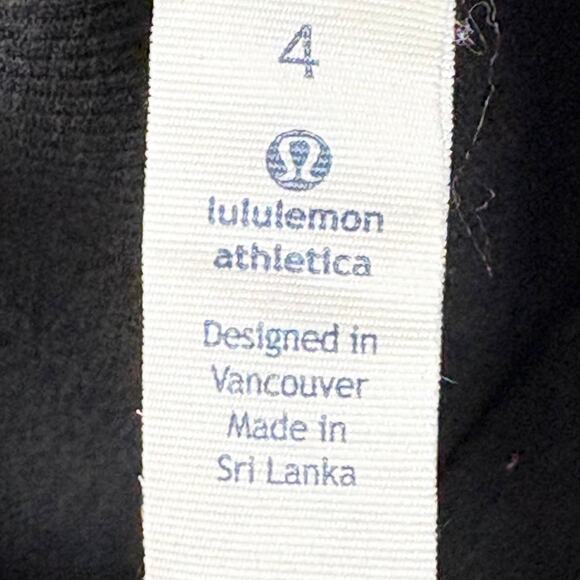 4
lululemon
athletica
Designed in
Vancouver
Made in
Sri Lanka